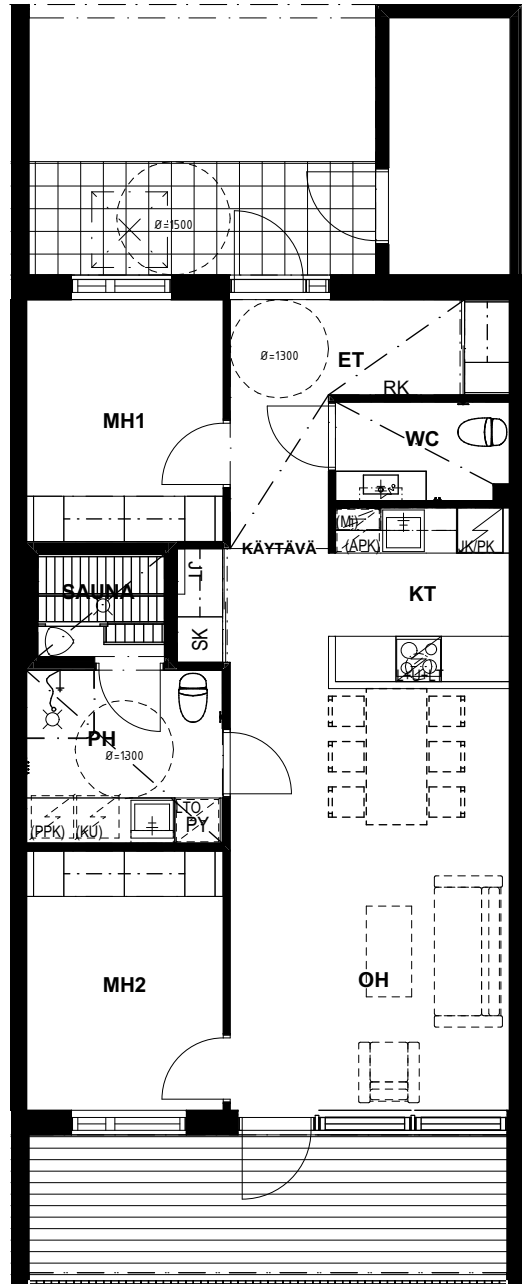 Ø=1500
Ø=1300
ET
RK
MH1
WC
(MI)
(APK)
JK/PK
KÄYTÄVÄ
JT
SAUNA
KT
SK
PH
Ø=1300
LTO
(PPK)
(KU)
PY
MH2
OH